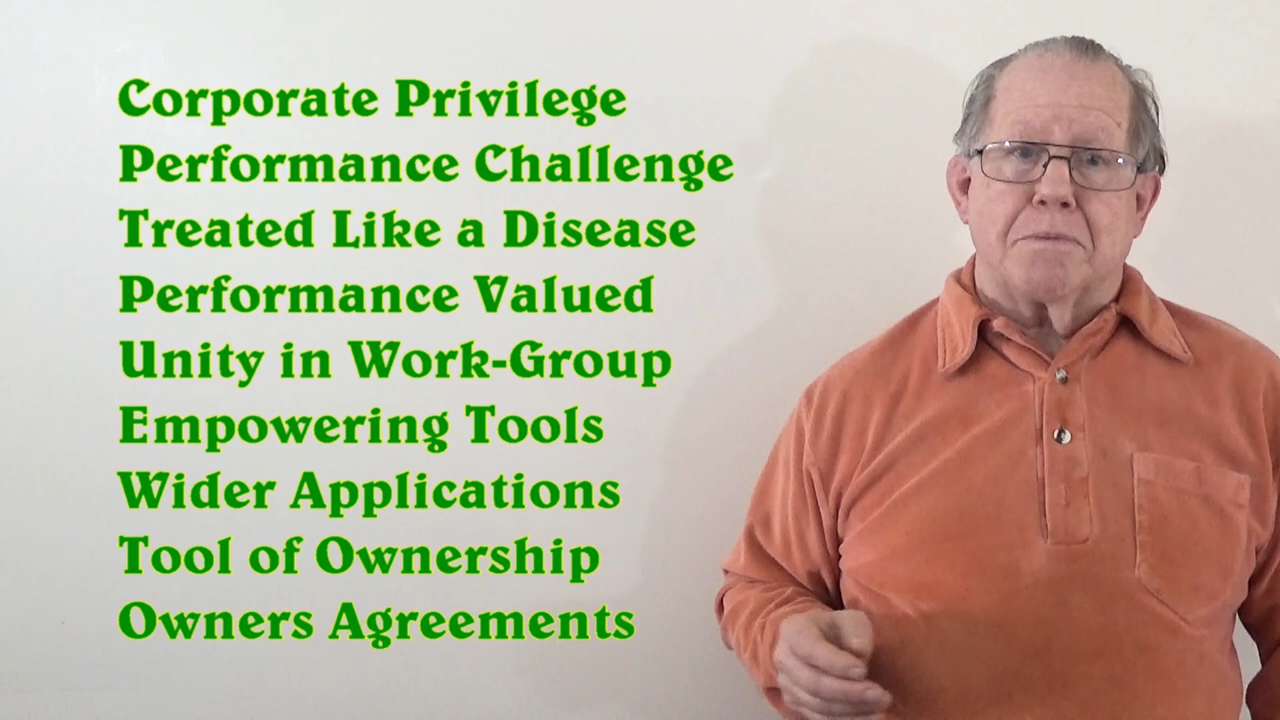 Corporate Privilege
Performance Challenge
Treated Like a Disease
Performance Valued
Unity in Work-Group
Empowering Tools
Wider Applications
Tool of Ownership
Owners Agreements